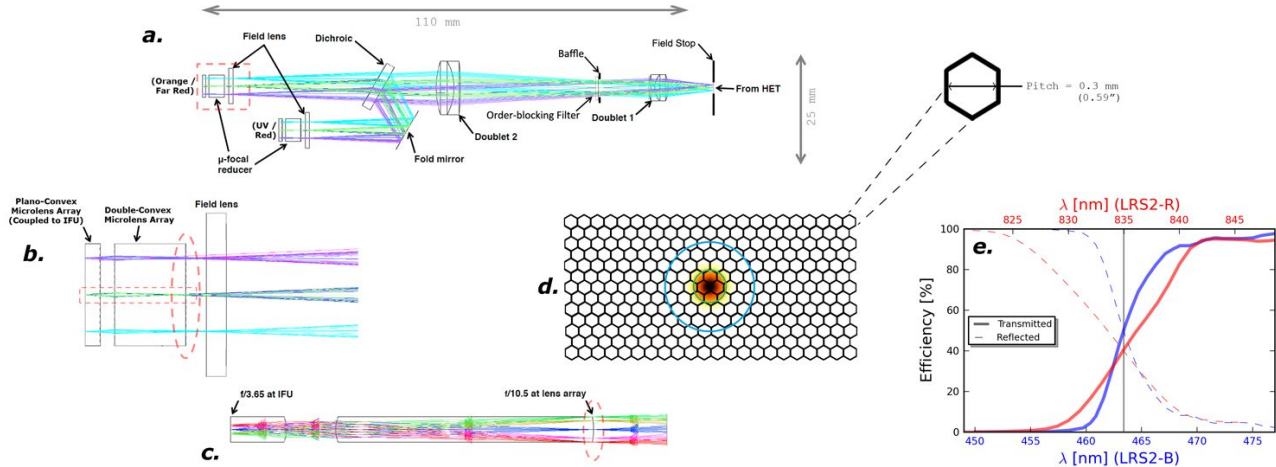 110 mm
a.
Field lens
Dichroic
Baffle
Field Stop
(Orange /
Far Red)
From HET
Order-blocking Filter
Doublet 1
25 mm
(UV /
Red)
Doublet 2
μ-focal
reducer
Fold mirror
Pitch = 0.3 mm
(0.59")
Plano-Convex
Microlens Array
(Coupled to IFU)
Double-Convex
Microlens Array
Field lens
b.
d.
f/3.65 at IFU
f/10.5 at lens array
c.
λ [nm] (LRS2-R)
825 830 835 840 845
100
80
60
40
20
0
Efficiency [%]
e.
Transmitted
Reflected
450 455 460 465 470 475
λ [nm] (LRS2-B)